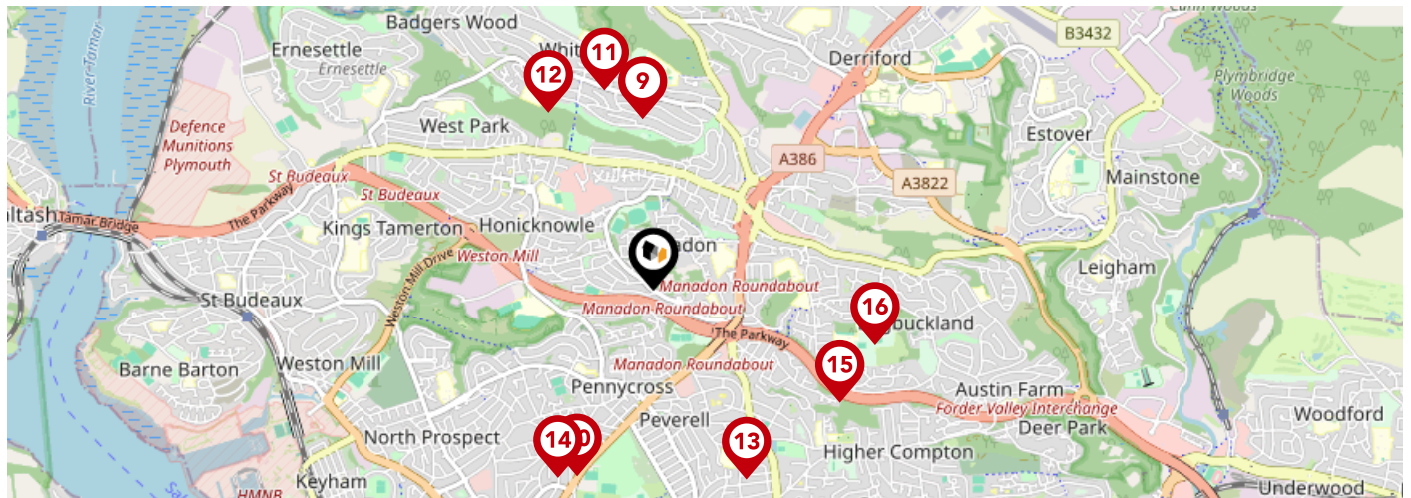 Badgers Wood
Ernesettle
Ernesettle
River Tamar
11
12
9
Derriford
B3432
Plymbridge
Woods
Defence
Munitions
Plymouth
West Park
Estover
A386
A3822
Mainstone
St Budeaux
St Budeaux
The Parkway
Tamar Bridge
Kings Tamerton
Honicknowle
Weston Mill
Weston Mill Drive
Manadon Roundabout
Manadon Roundabout
Leigham
St Budeaux
16
The Parkway
15
Weston Mill
Barne Barton
Manadon Roundabout
Pennycross
Austin Farm
Forder Valley Interchange
Deer Park
Woodford
Peverell
14
13
North Prospect
Higher Compton
Keyham
HMNB
Underwood